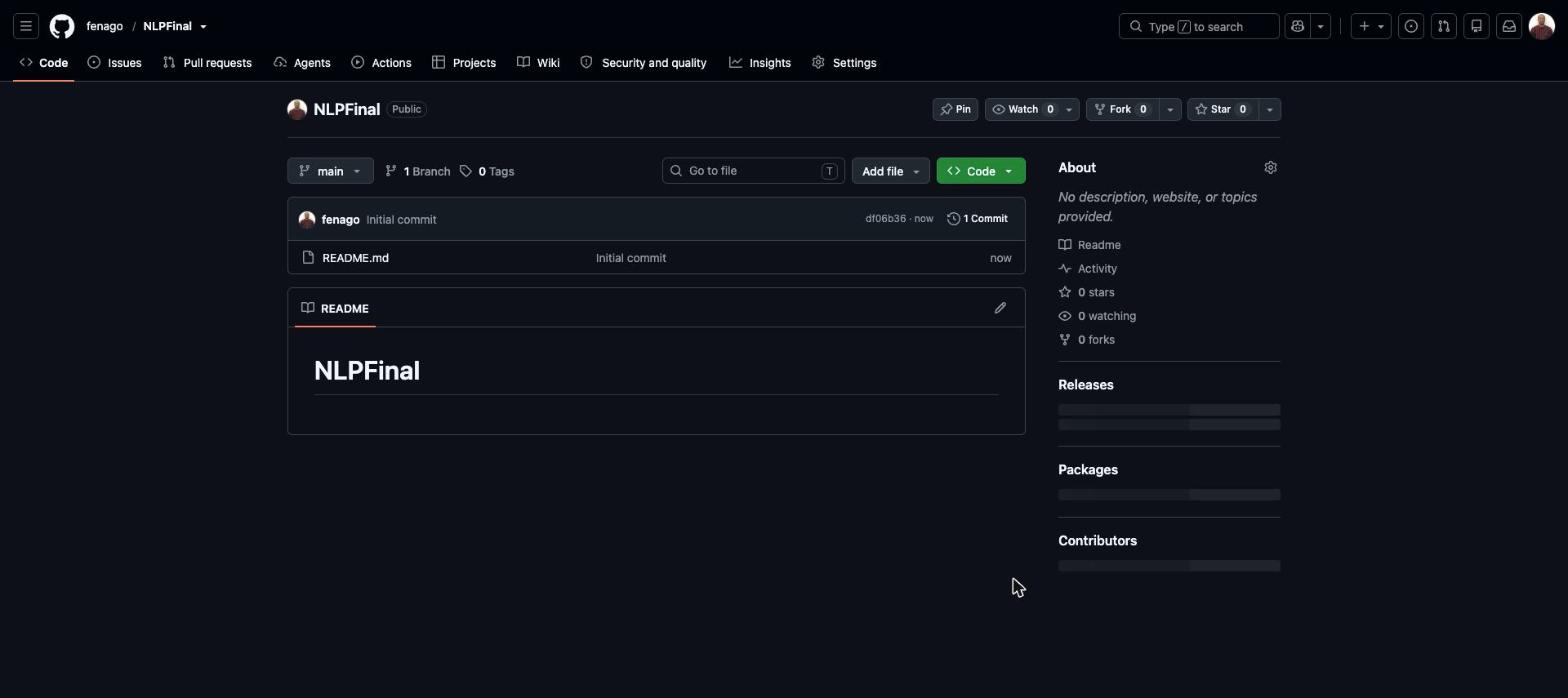 fenago / NLPFinal
Type / to search
Code Issues Pull requests Agents Actions Projects Wiki Security and quality Insights Settings
NLPFinal Public
Pin Watch 0 Fork 0 Star 0
main 1 Branch 0 Tags Go to file T Add file Code
fenago Initial commit df06b36 · now 1 Commit
README.md Initial commit now
README
NLPFinal
About
No description, website, or topics
provided.
Readme
Activity
0 stars
0 watching
0 forks
Releases
Packages
Contributors